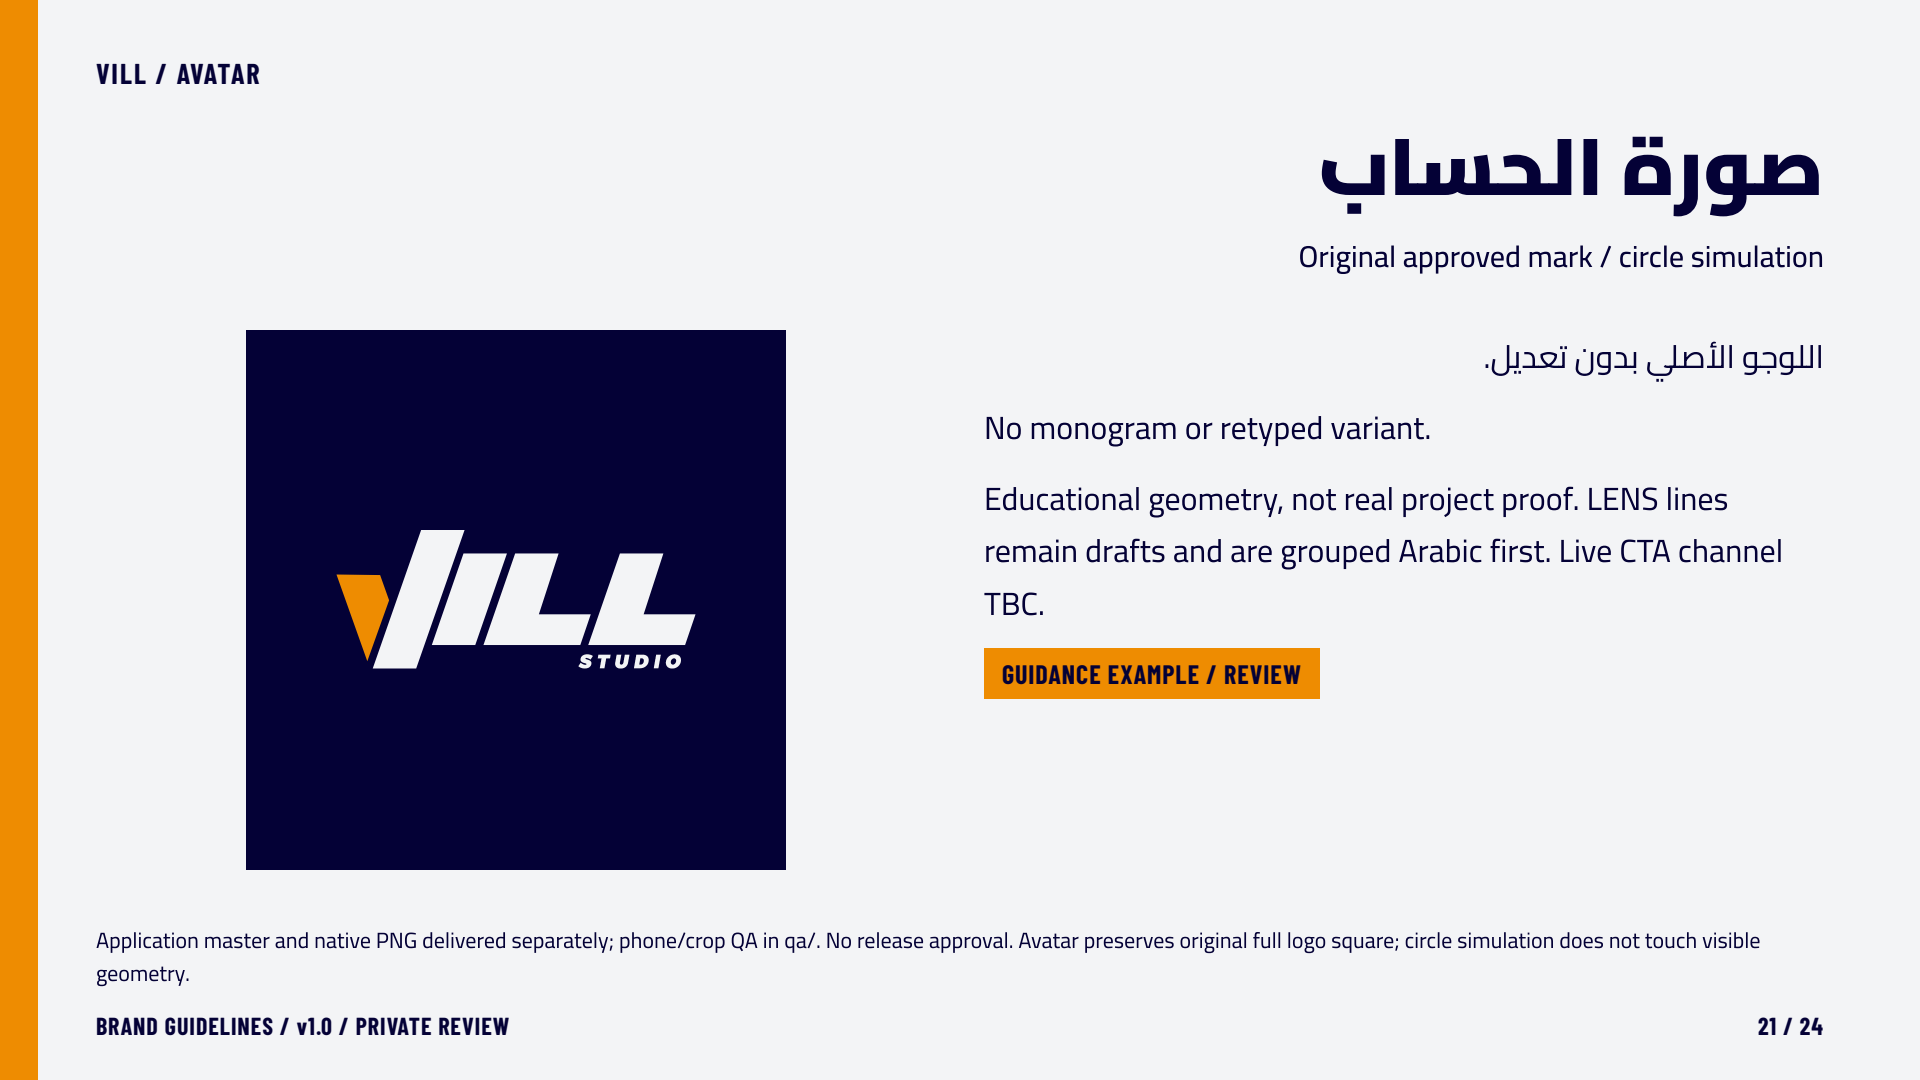 VILL / AVATAR
صورة الحساب
Original approved mark / circle simulation
VILL
STUDIO
اللوجو الأصلي بدون تعديل.
No monogram or retyped variant.
Educational geometry, not real project proof. LENS lines
remain drafts and are grouped Arabic first. Live CTA channel
TBC.
GUIDANCE EXAMPLE / REVIEW
Application master and native PNG delivered separately; phone/crop QA in qa/. No release approval. Avatar preserves original full logo square; circle simulation does not touch visible
geometry.
BRAND GUIDELINES / v1.0 / PRIVATE REVIEW
21 / 24